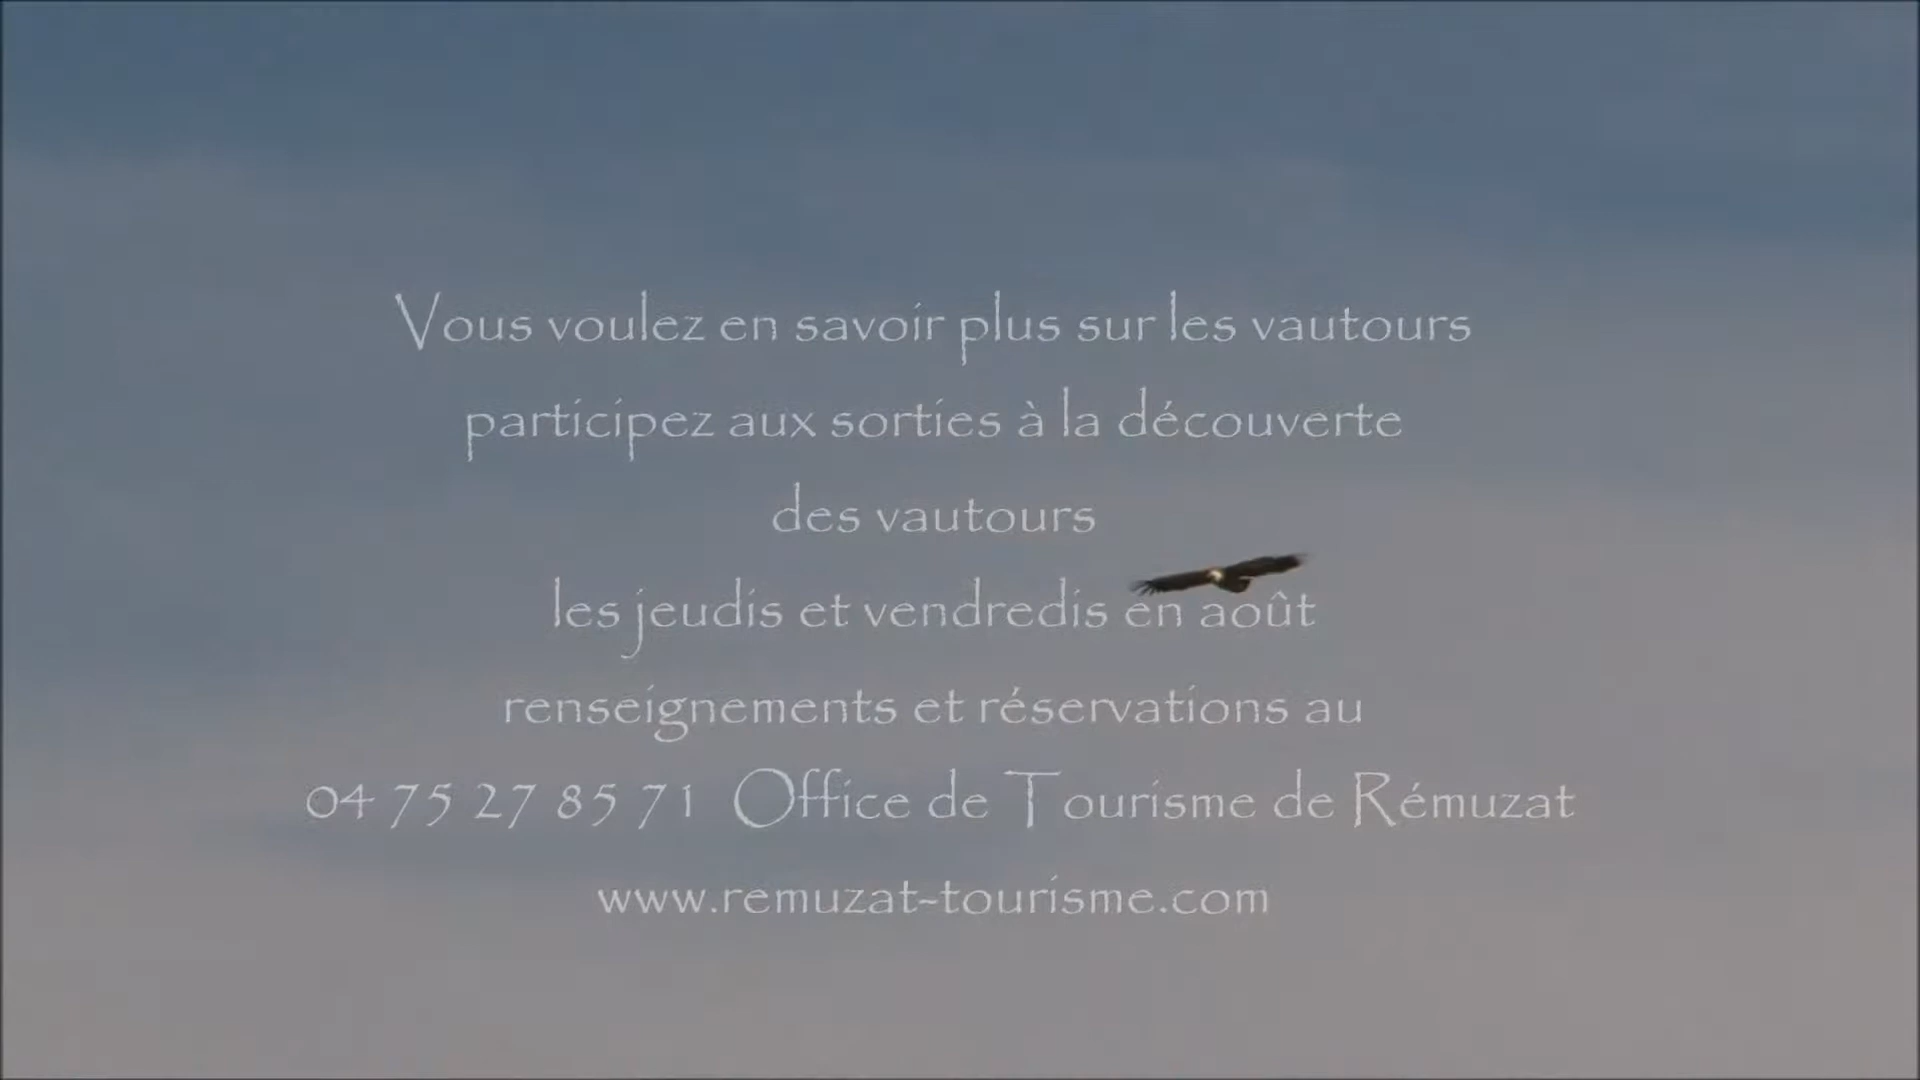 Vous voulez en savoir plus sur les vautours
participez aux sorties à la découverte
des vautours
les jeudis et vendredis en août
renseignements et réservations au
04 75 27 85 71 Office de Tourisme de Rémuzat
www.remuzat-tourisme.com